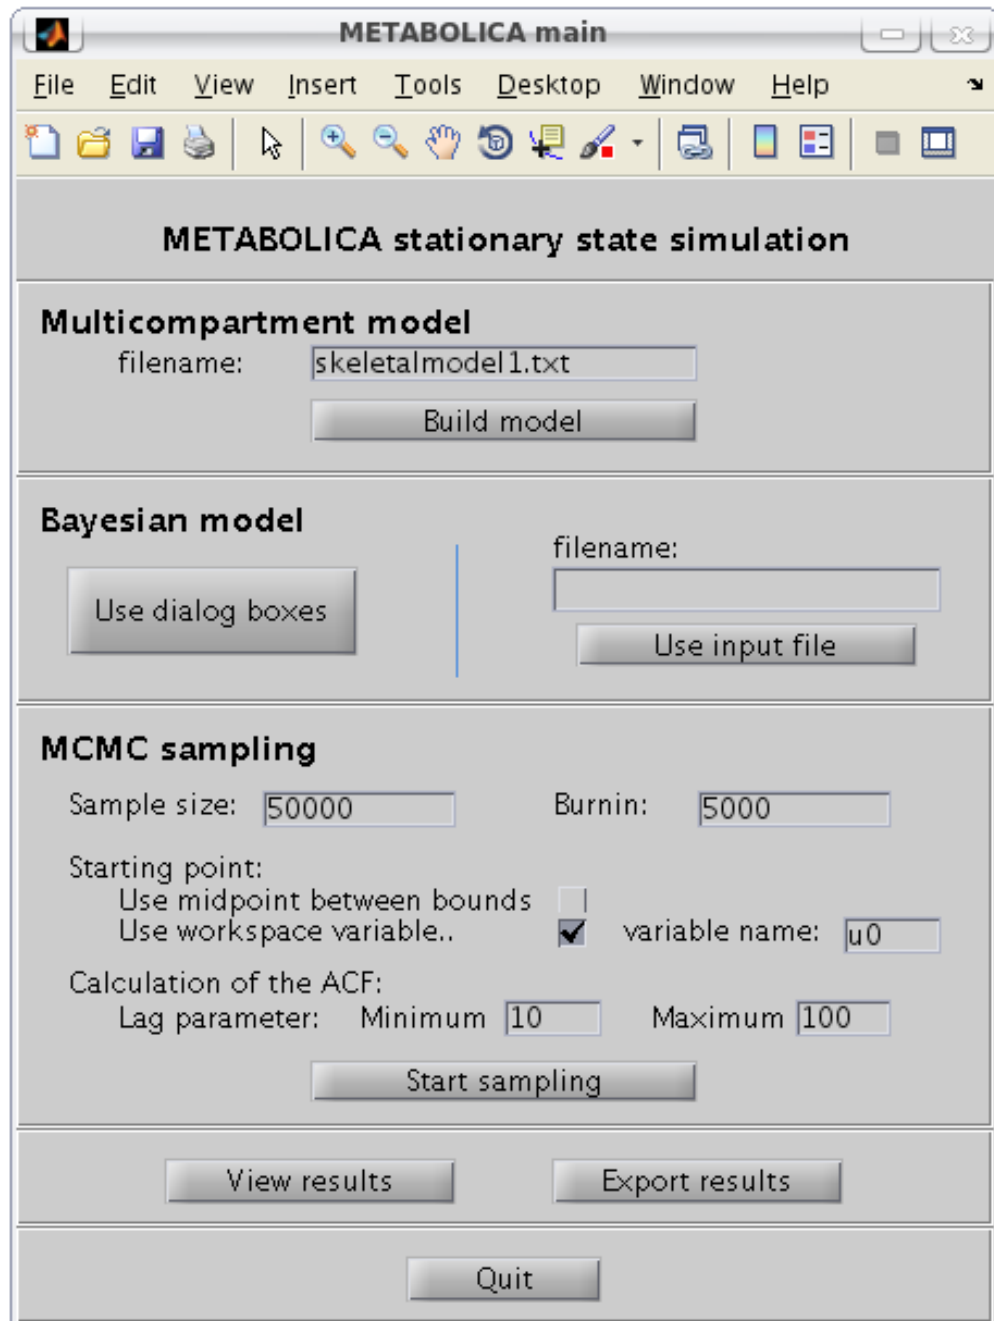 METABOLICA main
File Edit View Insert Tools Desktop Window Help
METABOLICA stationary state simulation
Multicompartment model
filename: skeletalmodel1.txt
Build model
Bayesian model
filename:
Use dialog boxes
Use input file
MCMC sampling
Sample size: 50000 Burnin: 5000
Starting point:
Use midpoint between bounds
Use workspace variable.. variable name: u0
Calculation of the ACF:
Lag parameter: Minimum 10 Maximum 100
Start sampling
View results Export results
Quit